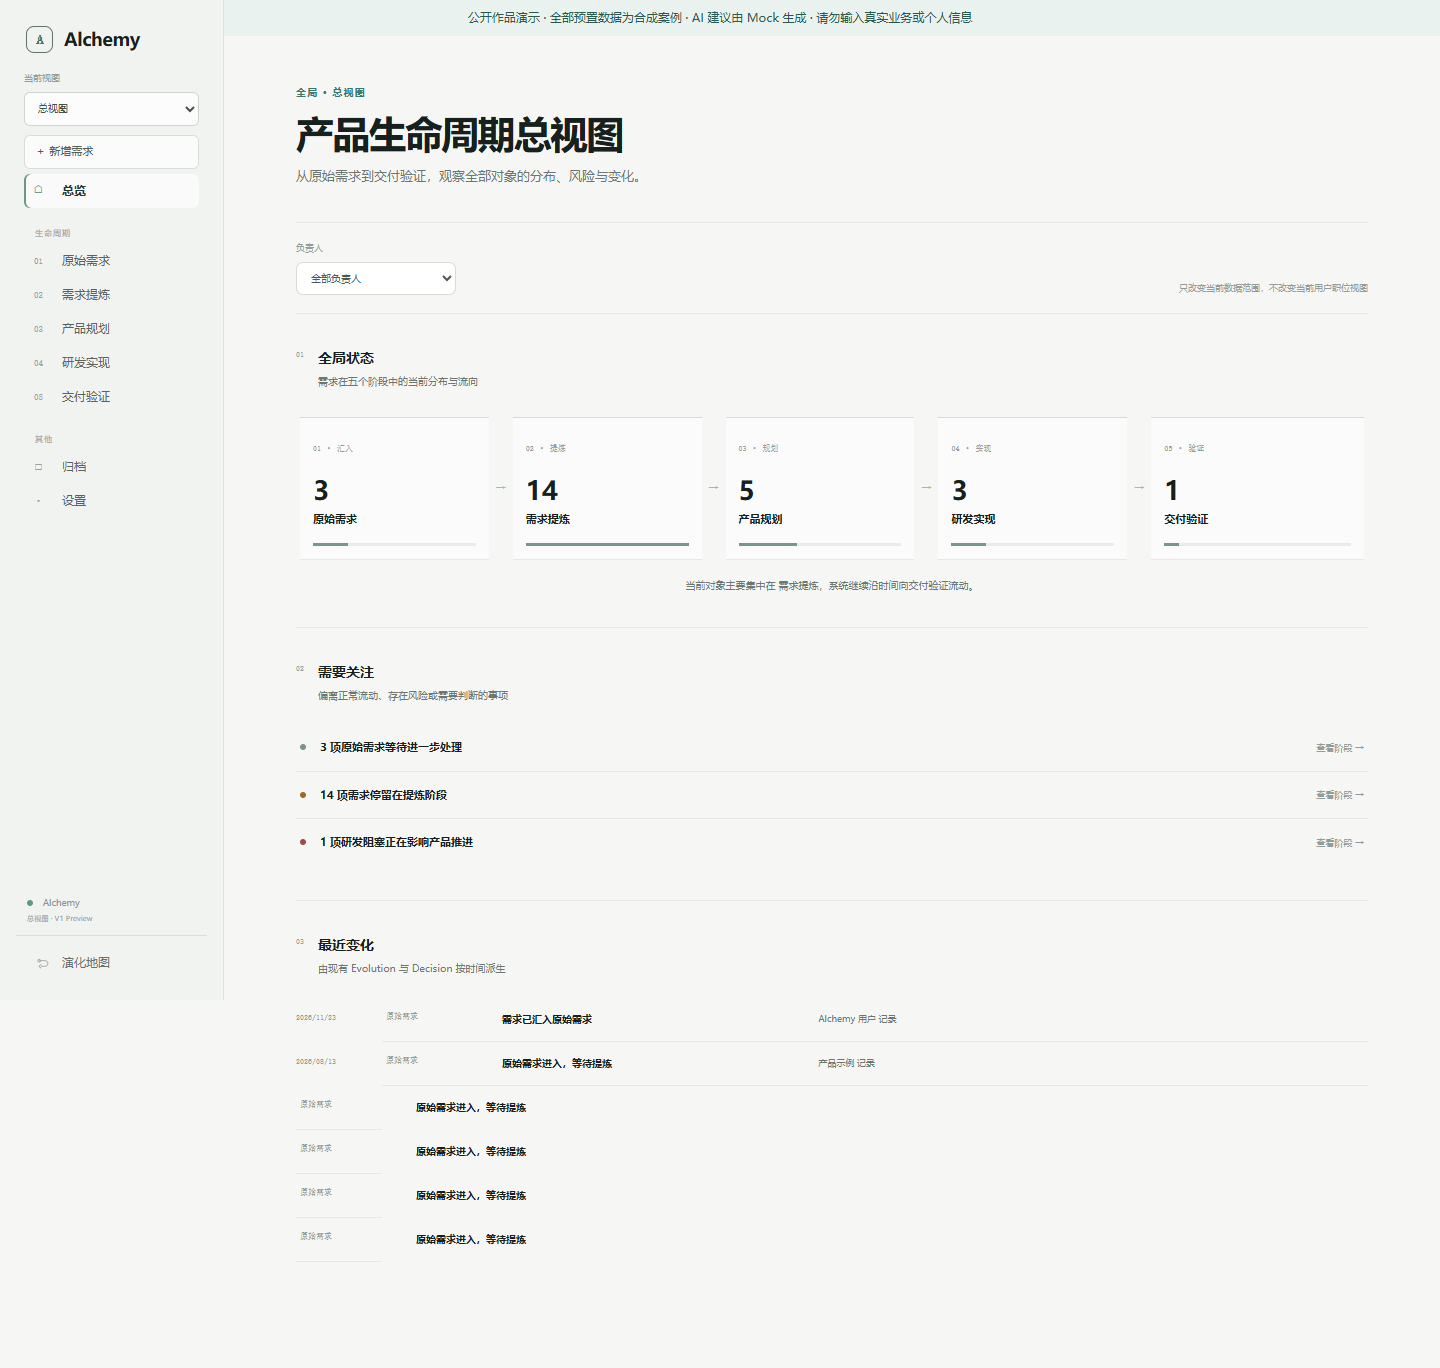 公开作品演示 · 全部预置数据为合成案例 · AI 建议由 Mock 生成 · 请勿输入真实业务或个人信息
A Alchemy
当前视图
总视图
+ 新增需求
总览
生命周期
01 原始需求
02 需求提炼
03 产品规划
04 研发实现
05 交付验证
其他
归档
设置
Alchemy
总视图 · V1 Preview
演化地图
全局 • 总视图
产品生命周期总视图
从原始需求到交付验证，观察全部对象的分布、风险与变化。
负责人
全部负责人
只改变当前数据范围，不改变当前用户职位视图
01 全局状态
需求在五个阶段中的当前分布与流向
01 • 汇入
3
原始需求
→
02 • 提炼
14
需求提炼
→
03 • 规划
5
产品规划
→
04 • 实现
3
研发实现
→
05 • 验证
1
交付验证
当前对象主要集中在 需求提炼，系统继续沿时间向交付验证流动。
02 需要关注
偏离正常流动、存在风险或需要判断的事项
3 项原始需求等待进一步处理 查看阶段 →
14 项需求停留在提炼阶段 查看阶段 →
1 项研发阻塞正在影响产品推进 查看阶段 →
03 最近变化
由现有 Evolution 与 Decision 按时间派生
2026/11/23 原始需求 需求已汇入原始需求 Alchemy 用户 记录
2026/08/13 原始需求 原始需求进入，等待提炼 产品示例 记录
原始需求 原始需求进入，等待提炼
原始需求 原始需求进入，等待提炼
原始需求 原始需求进入，等待提炼
原始需求 原始需求进入，等待提炼